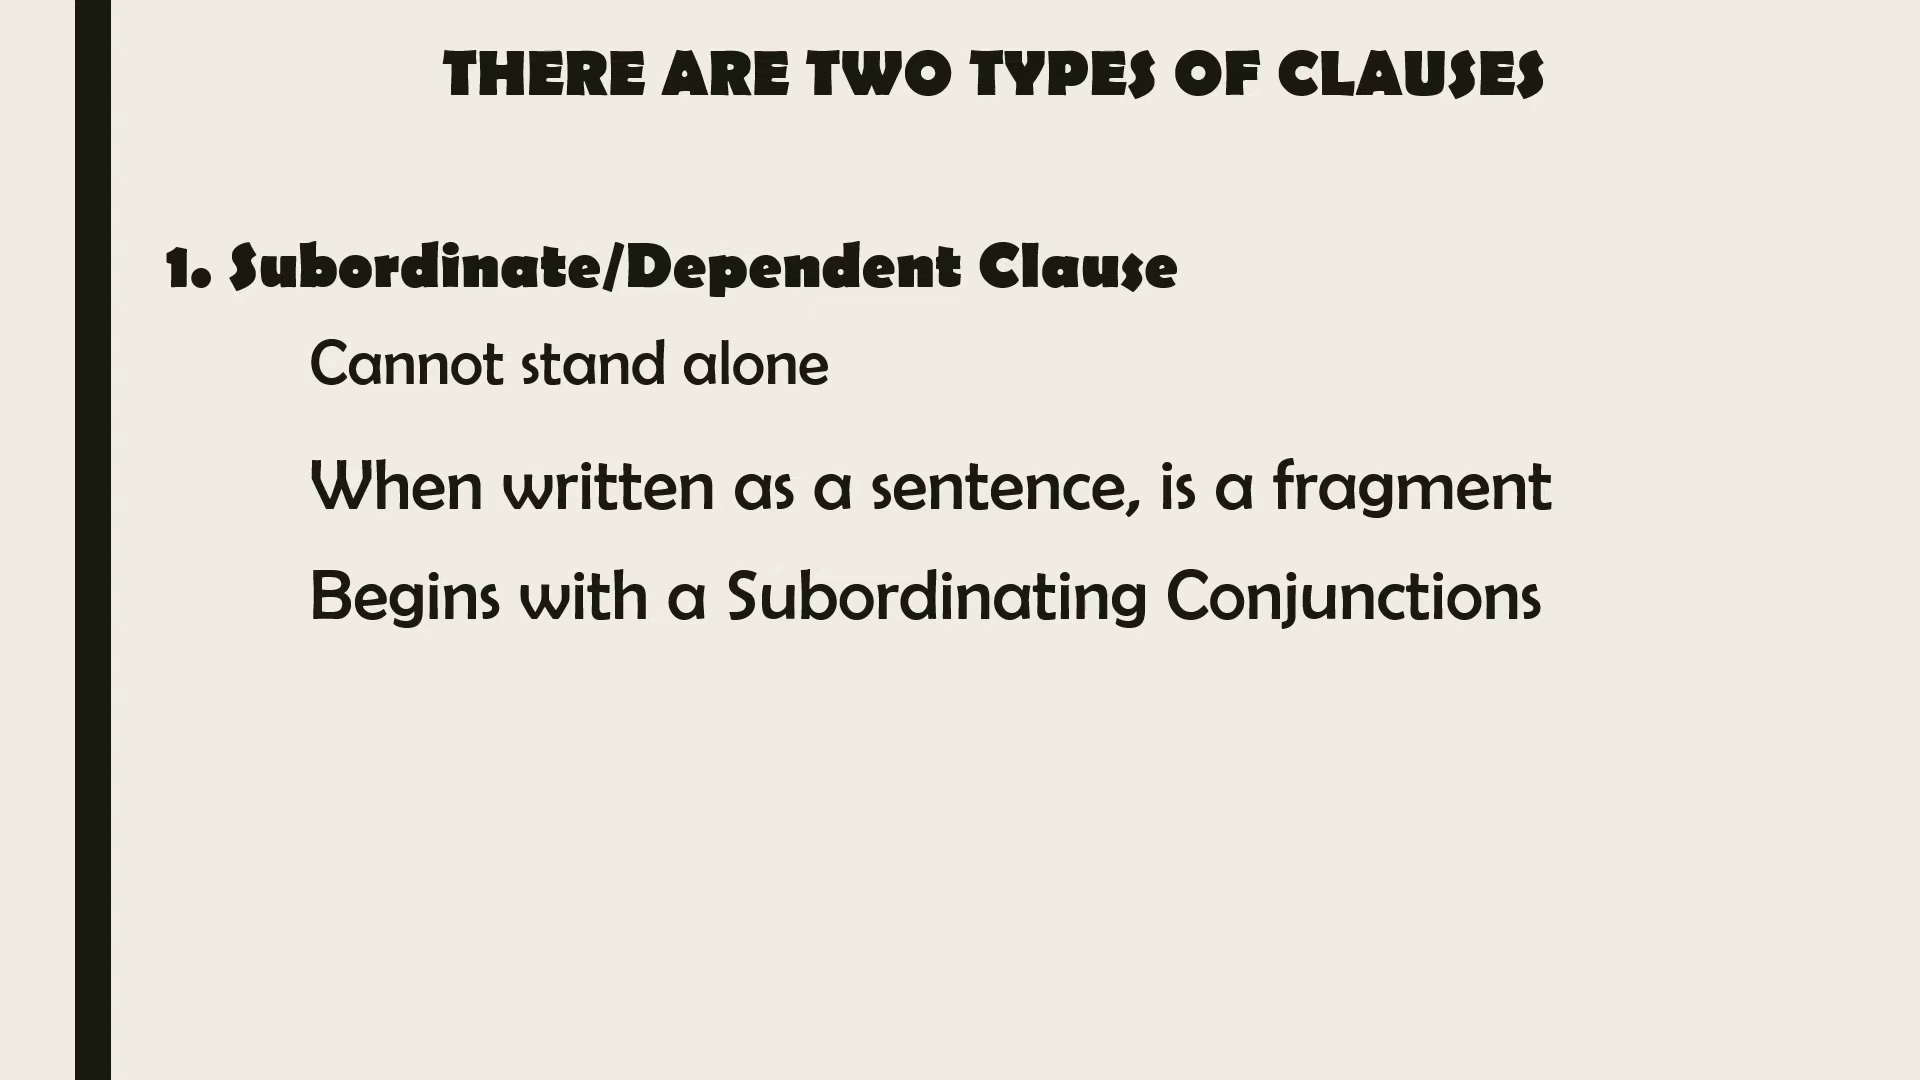 THERE ARE TWO TYPES OF CLAUSES
1. Subordinate/Dependent Clause
Cannot stand alone
When written as a sentence, is a fragment
Begins with a Subordinating Conjunctions